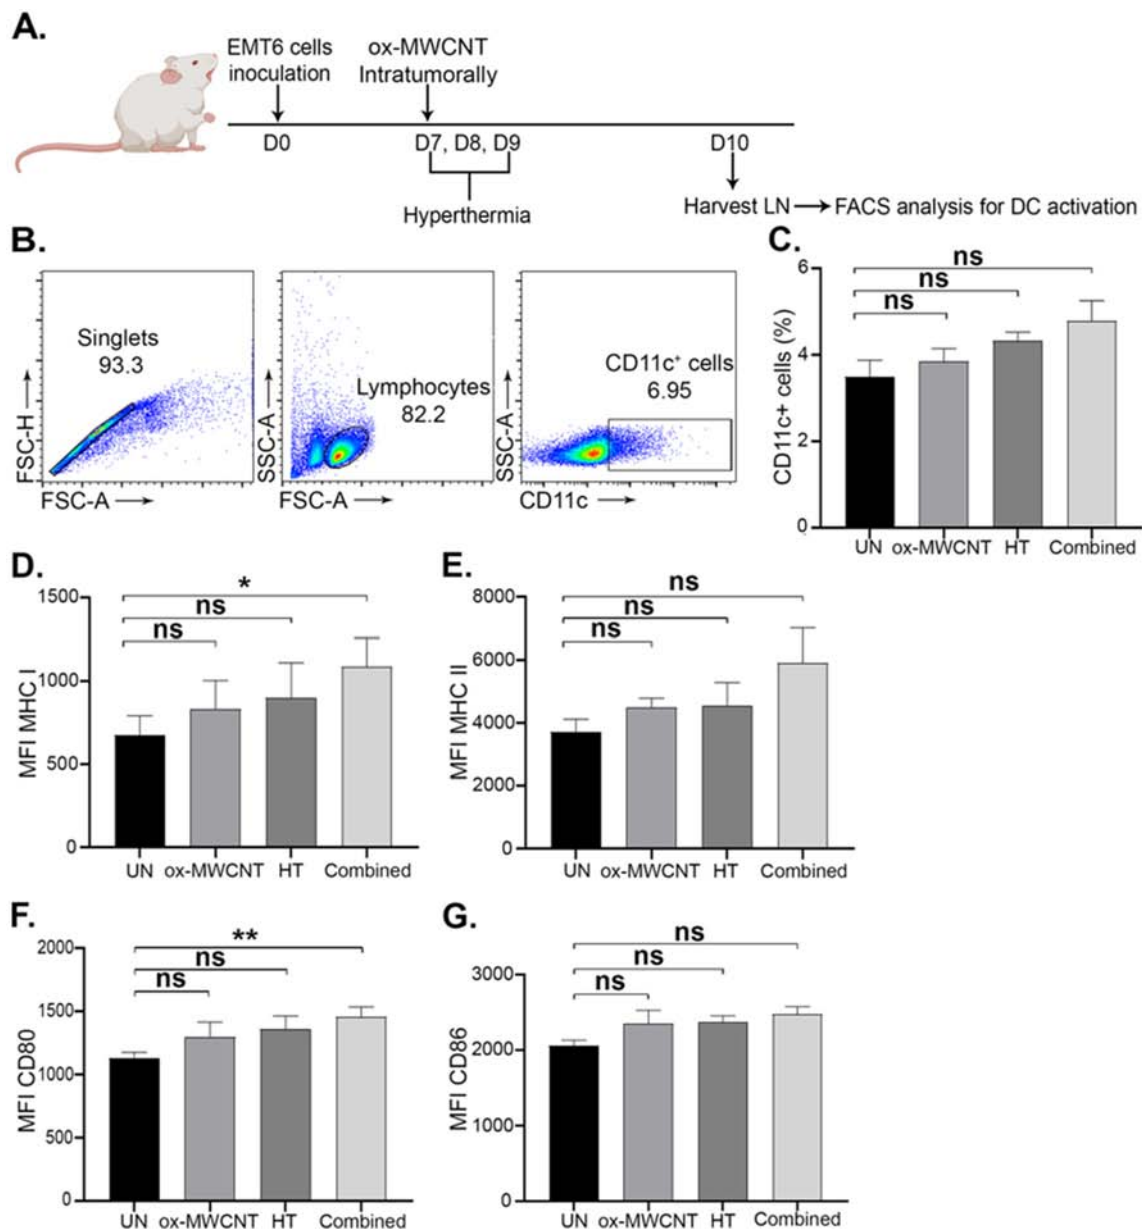 A.
EMT6 cells
inoculation
ox-MWCNT
Intratumorally
D0
D7, D8, D9
D10
Hyperthermia
Harvest LN
FACS analysis for DC activation
B.
Singlets
93.3
FSC-H
FSC-A
Lymphocytes
82.2
SSC-A
FSC-A
CD11c+ cells
6.95
SSC-A
CD11c
C.
ns
ns
ns
6
4
2
0
CD11c+ cells (%)
UN ox-MWCNT HT Combined
D.
*
ns
ns
1500
1000
500
0
MFI MHC I
UN ox-MWCNT HT Combined
E.
ns
ns
ns
8000
6000
4000
2000
0
MFI MHC II
UN ox-MWCNT HT Combined
F.
**
ns
ns
2000
1500
1000
500
0
MFI CD80
UN ox-MWCNT HT Combined
G.
ns
ns
ns
3000
2000
1000
0
MFI CD86
UN ox-MWCNT HT Combined